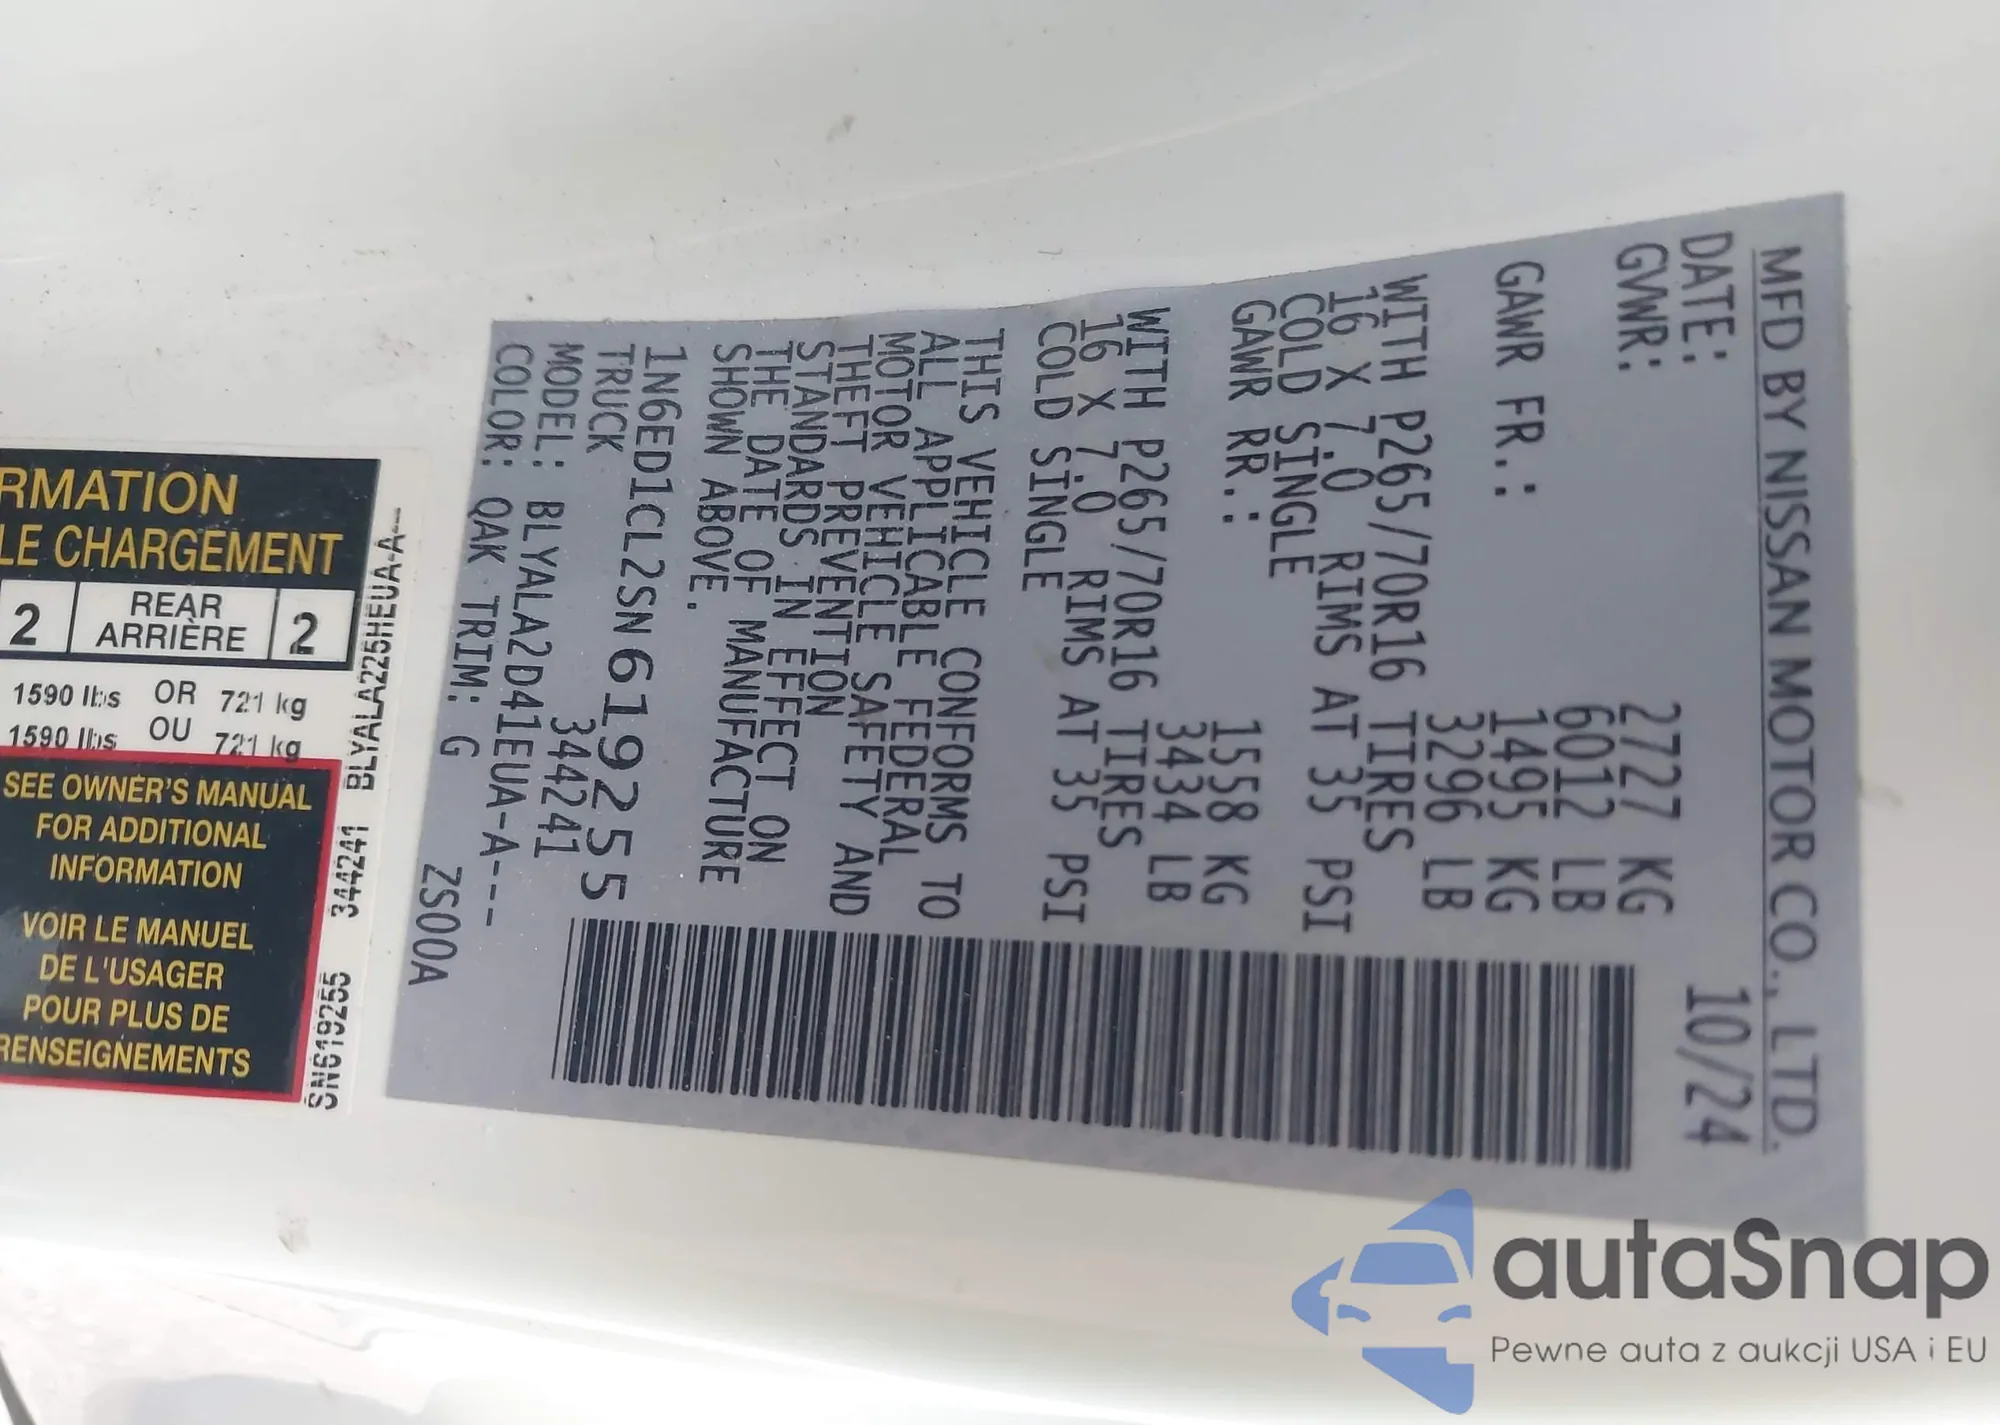 MFD BY NISSAN MOTOR CO., LTD.
DATE: 10/24
GVWR: 2727 KG
6012 LB
GAWR FR.: 1495 KG
3296 LB
WITH P265/70R16 TIRES
16 X 7.0 RIMS AT 35 PSI
COLD SINGLE
GAWR RR.: 1558 KG
3434 LB
WITH P265/70R16 TIRES
16 X 7.0 RIMS AT 35 PSI
COLD SINGLE
THIS VEHICLE CONFORMS TO
ALL APPLICABLE FEDERAL
MOTOR VEHICLE SAFETY AND
THEFT PREVENTION
STANDARDS IN EFFECT ON
THE DATE OF MANUFACTURE
SHOWN ABOVE.
1N6ED1CL2SN619255
TRUCK 344241
MODEL: BLYALA2D41EUA-A---
COLOR: QAK TRIM: G ZS00A
RMATION
LE CHARGEMENT
2 REAR 2
ARRIÈRE
1590 lbs OR 721 kg
1590 lbs OU 721 kg
SEE OWNER'S MANUAL
FOR ADDITIONAL
INFORMATION
VOIR LE MANUEL
DE L'USAGER
POUR PLUS DE
RENSEIGNEMENTS
SN619255 344241 BLYALA225HEUA-A--
autaSnap
Pewne auta z aukcji USA i EU